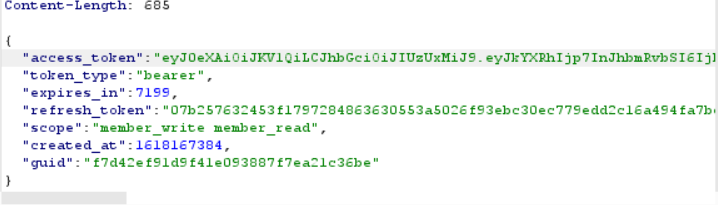 Content-Length: 685
{
"access_token":"eyJ0eXAiOiJKV1QiLCJhbGciOiJIUzUxMiJ9.eyJkYXRhIjp7InJhbmRvbSI6Ij
"token_type":"bearer",
"expires_in":7199,
"refresh_token":"07b257632453f1797284863630553a5026f93ebc30ec779edd2c16a494fa7b
"scope":"member_write member_read",
"created_at":1618167384,
"guid":"f7d42ef91d9f41e093887f7ea21c36be"
}